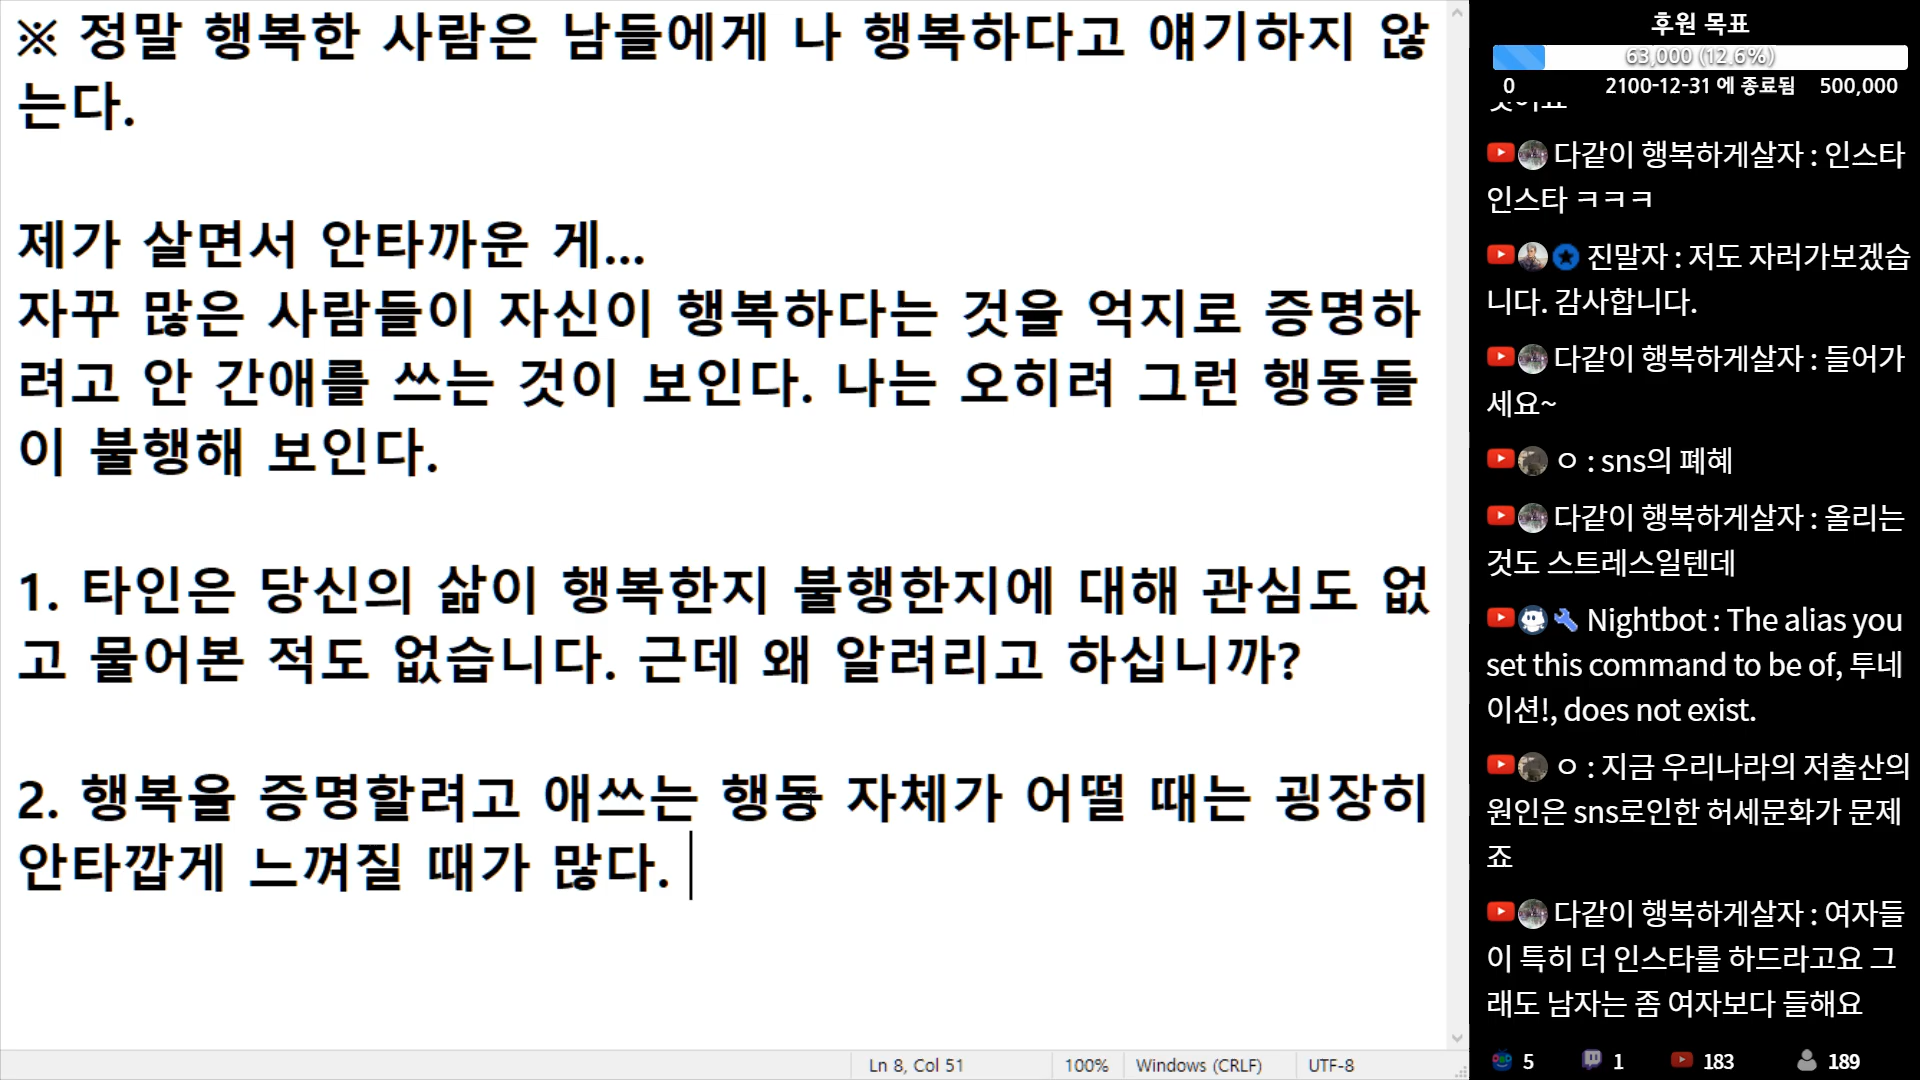 ※ 정말 행복한 사람은 남들에게 나 행복하다고 얘기하지 않
는다.
제가 살면서 안타까운 게...
자꾸 많은 사람들이 자신이 행복하다는 것을 억지로 증명하
려고 안 간애를 쓰는 것이 보인다. 나는 오히려 그런 행동들
이 불행해 보인다.
1. 타인은 당신의 삶이 행복한지 불행한지에 대해 관심도 없
고 물어본 적도 없습니다. 근데 왜 알려리고 하십니까?
2. 행복을 증명할려고 애쓰는 행동 자체가 어떨 때는 굉장히
안타깝게 느껴질 때가 많다.
Ln 8, Col 51
100%
Windows (CRLF)
UTF-8
후원 목표
63,000 (12.6%)
0 2100-12-31 에 종료됨 500,000
다같이 행복하게살자 : 인스타
인스타 ㅋㅋㅋ
진말자 : 저도 자러가보겠습
니다. 감사합니다.
다같이 행복하게살자 : 들어가
세요~
ㅇ : sns의 폐혜
다같이 행복하게살자 : 올리는
것도 스트레스일텐데
Nightbot : The alias you
set this command to be of, 투네
이션!, does not exist.
ㅇ : 지금 우리나라의 저출산의
원인은 sns로인한 허세문화가 문제
죠
다같이 행복하게살자 : 여자들
이 특히 더 인스타를 하드라고요 그
래도 남자는 좀 여자보다 들해요
5 1 183 189